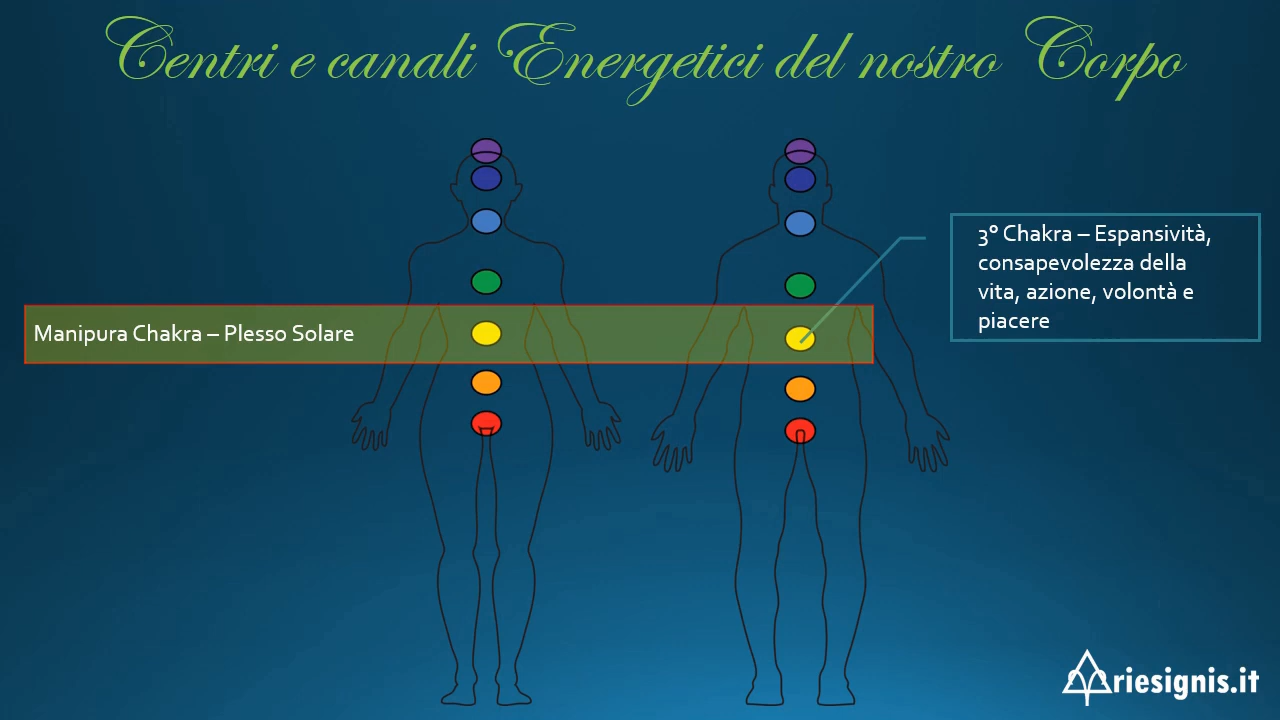 Centri e canali Energetici del nostro Corpo
3° Chakra – Espansività,
consapevolezza della
vita, azione, volontà e
piacere
Manipura Chakra – Plesso Solare
riesignis.it